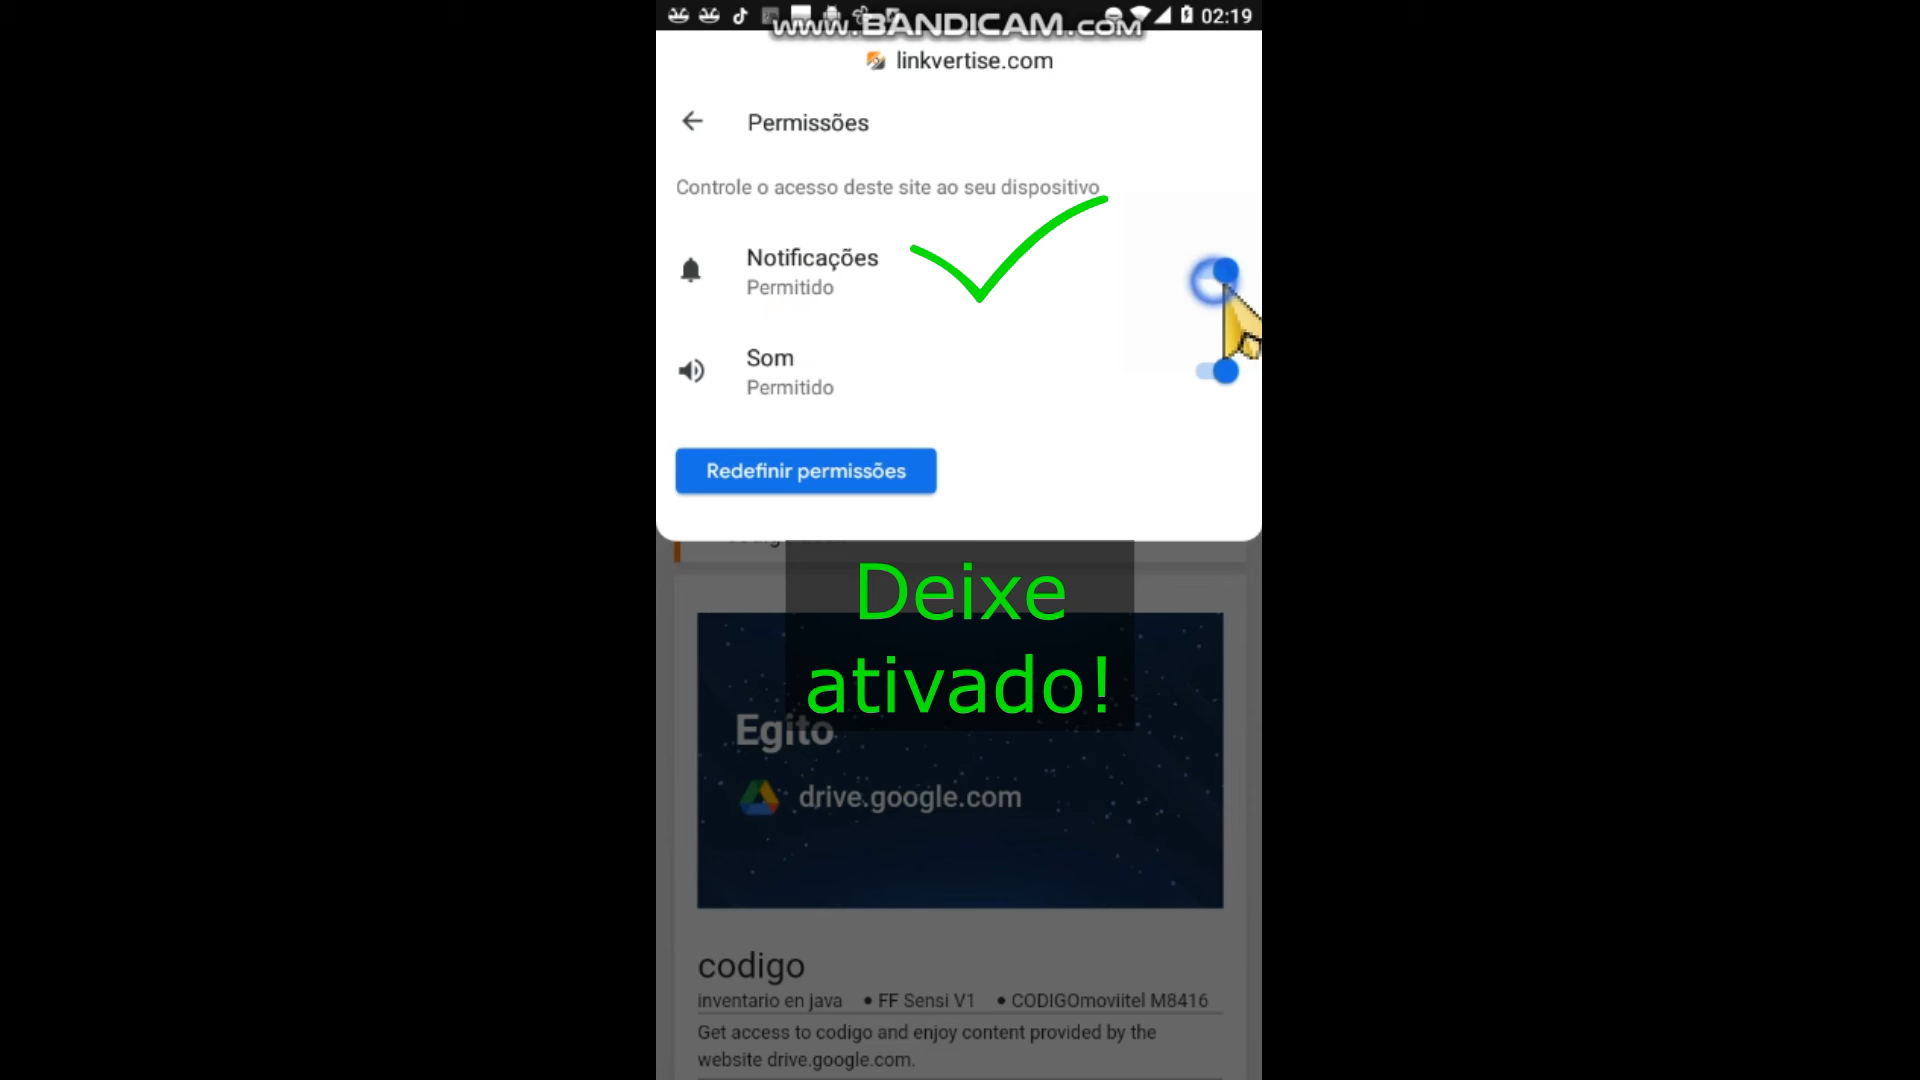 02:19
www.BANDICAM.com
linkvertise.com
Permissões
Controle o acesso deste site ao seu dispositivo
Notificações
Permitido
Som
Permitido
Redefinir permissões
Deixe
ativado!
Egito
drive.google.com
codigo
inventario en java • FF Sensi V1 • CODIGOmoviitel M8416
Get access to codigo and enjoy content provided by the
website drive.google.com.